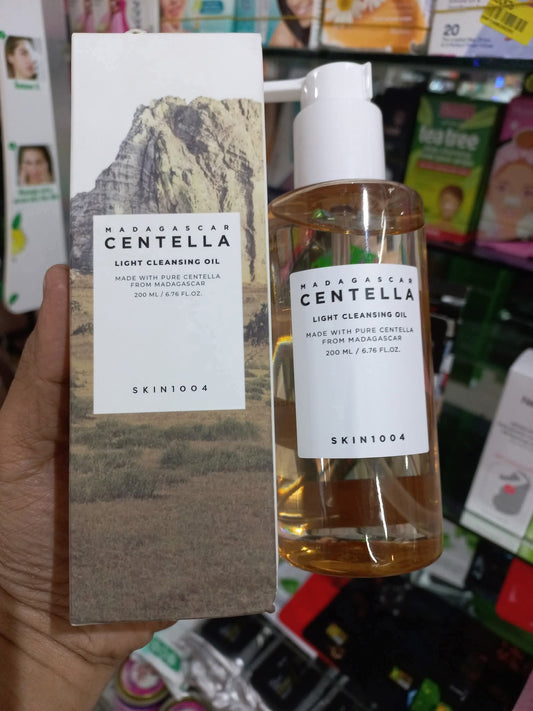 MADAGASCAR
CENTELLA
LIGHT CLEANSING OIL
MADE WITH PURE CENTELLA
FROM MADAGASCAR
200 ML / 6.76 FL.OZ.
SKIN1004
MADAGASCAR
CENTELLA
LIGHT CLEANSING OIL
MADE WITH PURE CENTELLA
FROM MADAGASCAR
200 ML / 6.76 FL.OZ.
SKIN1004
20
tea tree